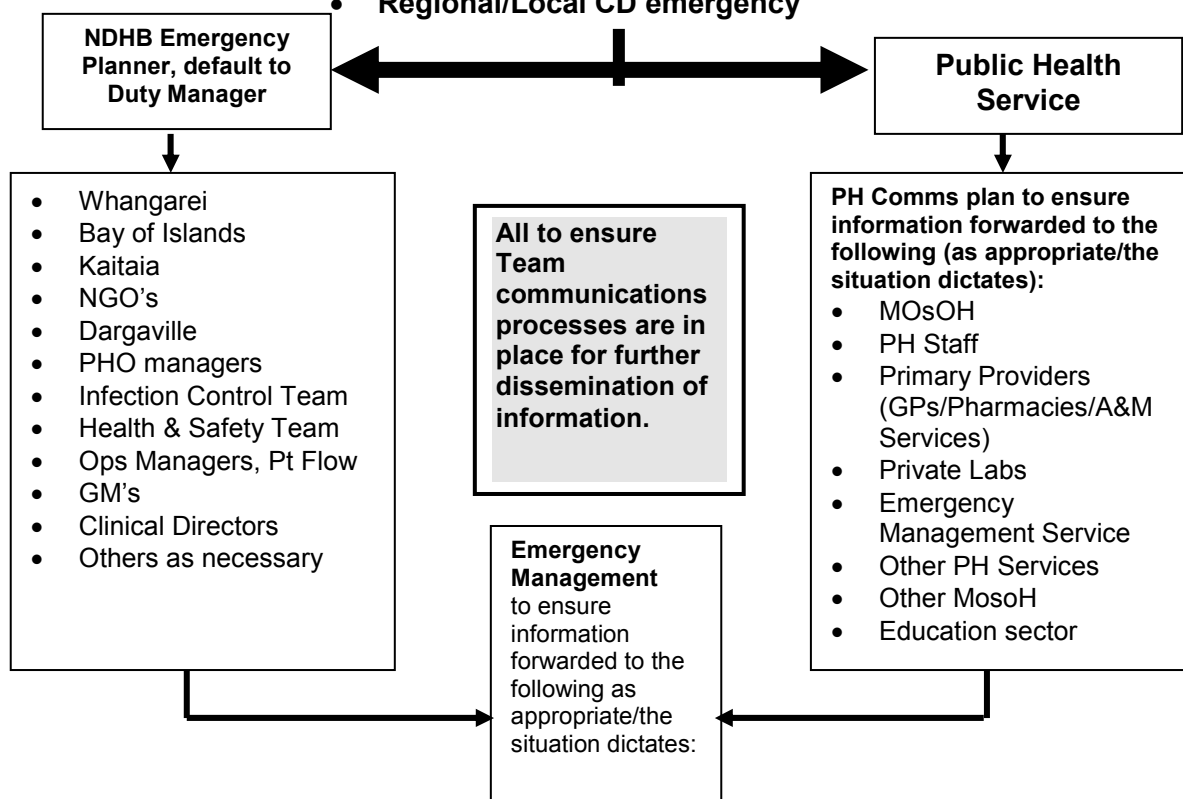 • Regional/Local CD emergency
NDHB Emergency
Planner, default to
Duty Manager
Public Health
Service
• Whangarei
• Bay of Islands
• Kaitaia
• NGO's
• Dargaville
• PHO managers
• Infection Control Team
• Health & Safety Team
• Ops Managers, Pt Flow
• GM's
• Clinical Directors
• Others as necessary
All to ensure
Team
communications
processes are in
place for further
dissemination of
information.
PH Comms plan to ensure
information forwarded to the
following (as appropriate/the
situation dictates):
• MOsOH
• PH Staff
• Primary Providers
(GPs/Pharmacies/A&M
Services)
• Private Labs
• Emergency
Management Service
• Other PH Services
• Other MosoH
• Education sector
Emergency
Management
to ensure
information
forwarded to the
following as
appropriate/the
situation dictates: